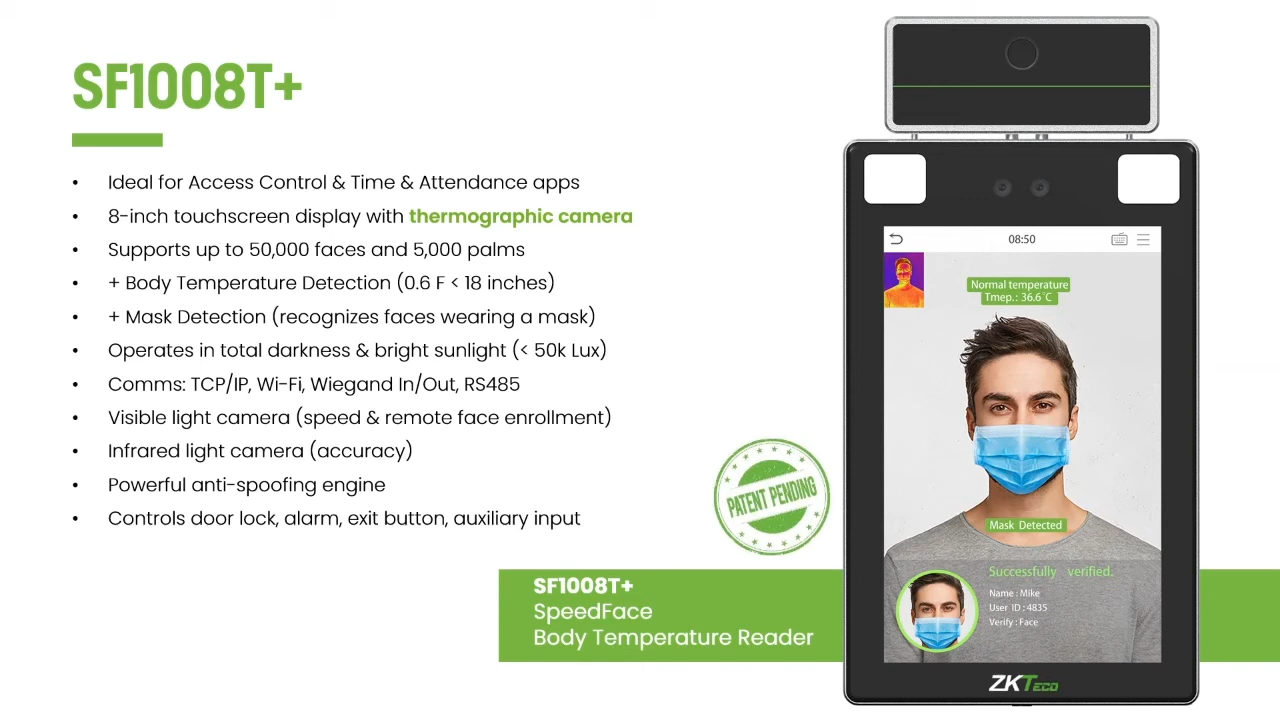 SF1008T+
• Ideal for Access Control & Time & Attendance apps
• 8-inch touchscreen display with thermographic camera
• Supports up to 50,000 faces and 5,000 palms
• + Body Temperature Detection (0.6 F < 18 inches)
• + Mask Detection (recognizes faces wearing a mask)
• Operates in total darkness & bright sunlight (< 50k Lux)
• Comms: TCP/IP, Wi-Fi, Wiegand In/Out, RS485
• Visible light camera (speed & remote face enrollment)
• Infrared light camera (accuracy)
• Powerful anti-spoofing engine
• Controls door lock, alarm, exit button, auxiliary input
PATENT PENDING
SF1008T+
SpeedFace
Body Temperature Reader
08:50
Normal temperature
Tmep.: 36.6°C
Mask Detected
Successfully verified.
Name : Mike
User ID : 4835
Verify : Face
ZKTECO